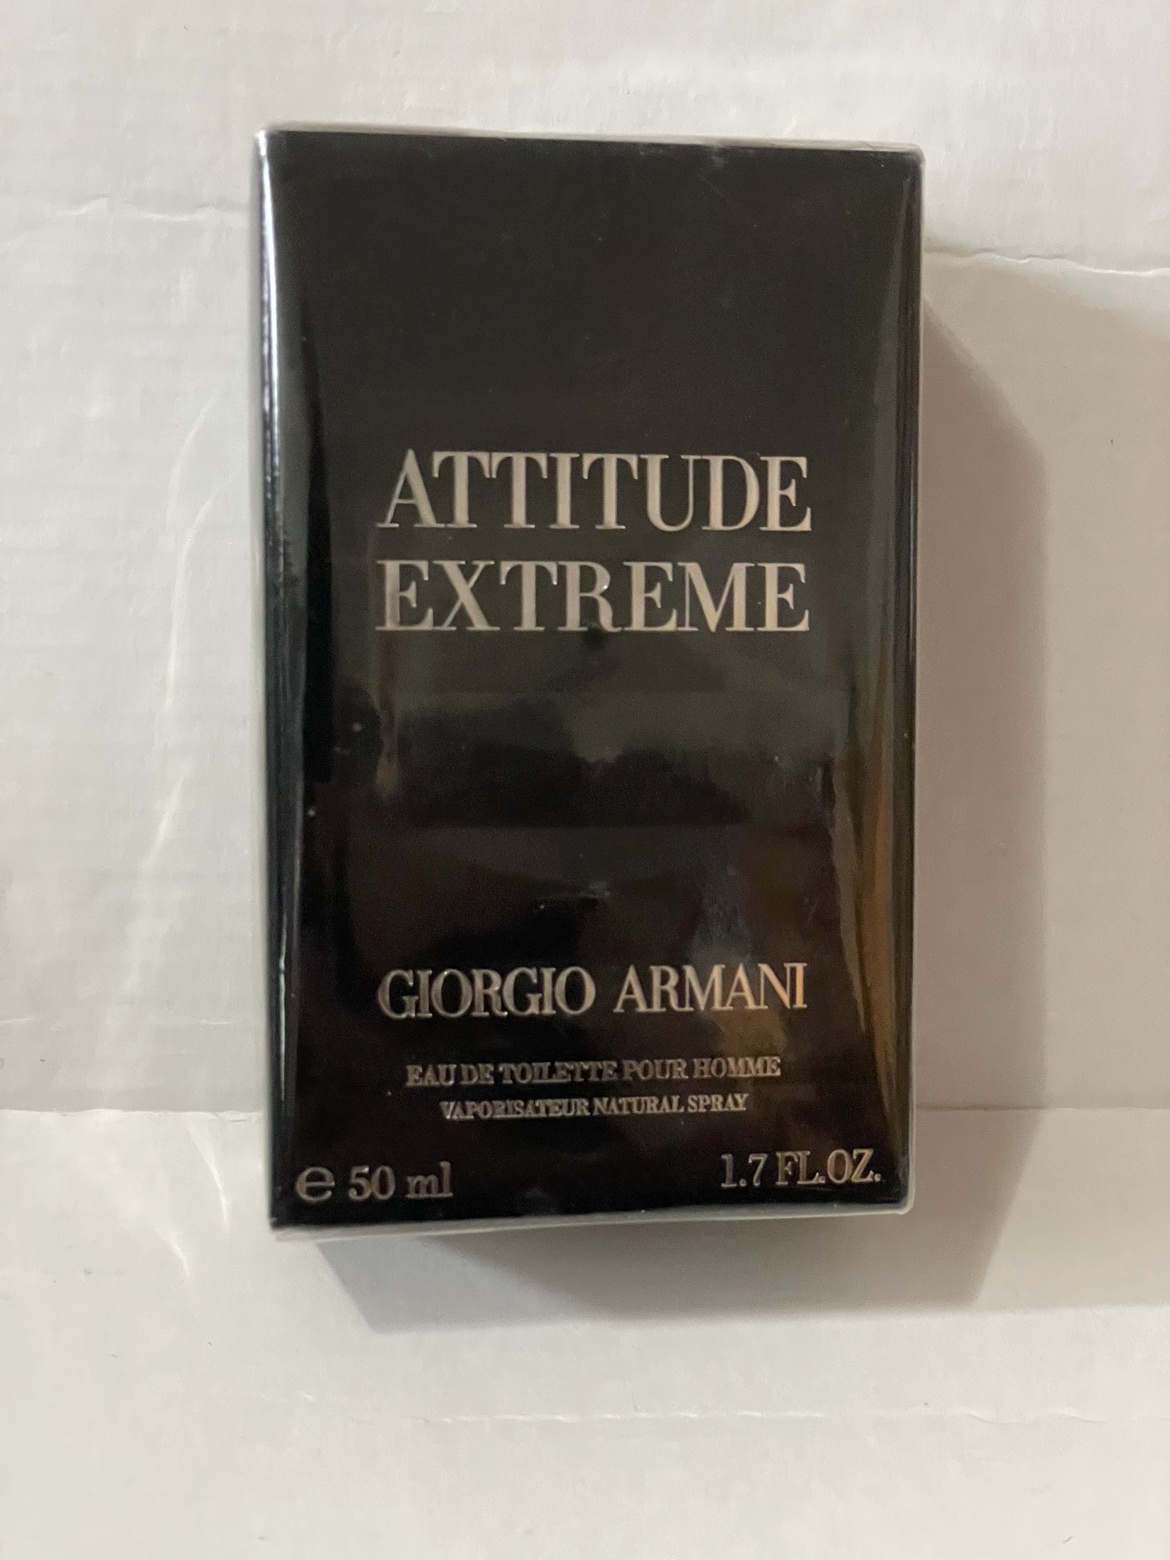 ATTITUDE
EXTREME
GIORGIO ARMANI
EAU DE TOILETTE POUR HOMME
VAPORISATEUR NATURAL SPRAY
℮ 50 ml 1.7 FL.OZ.